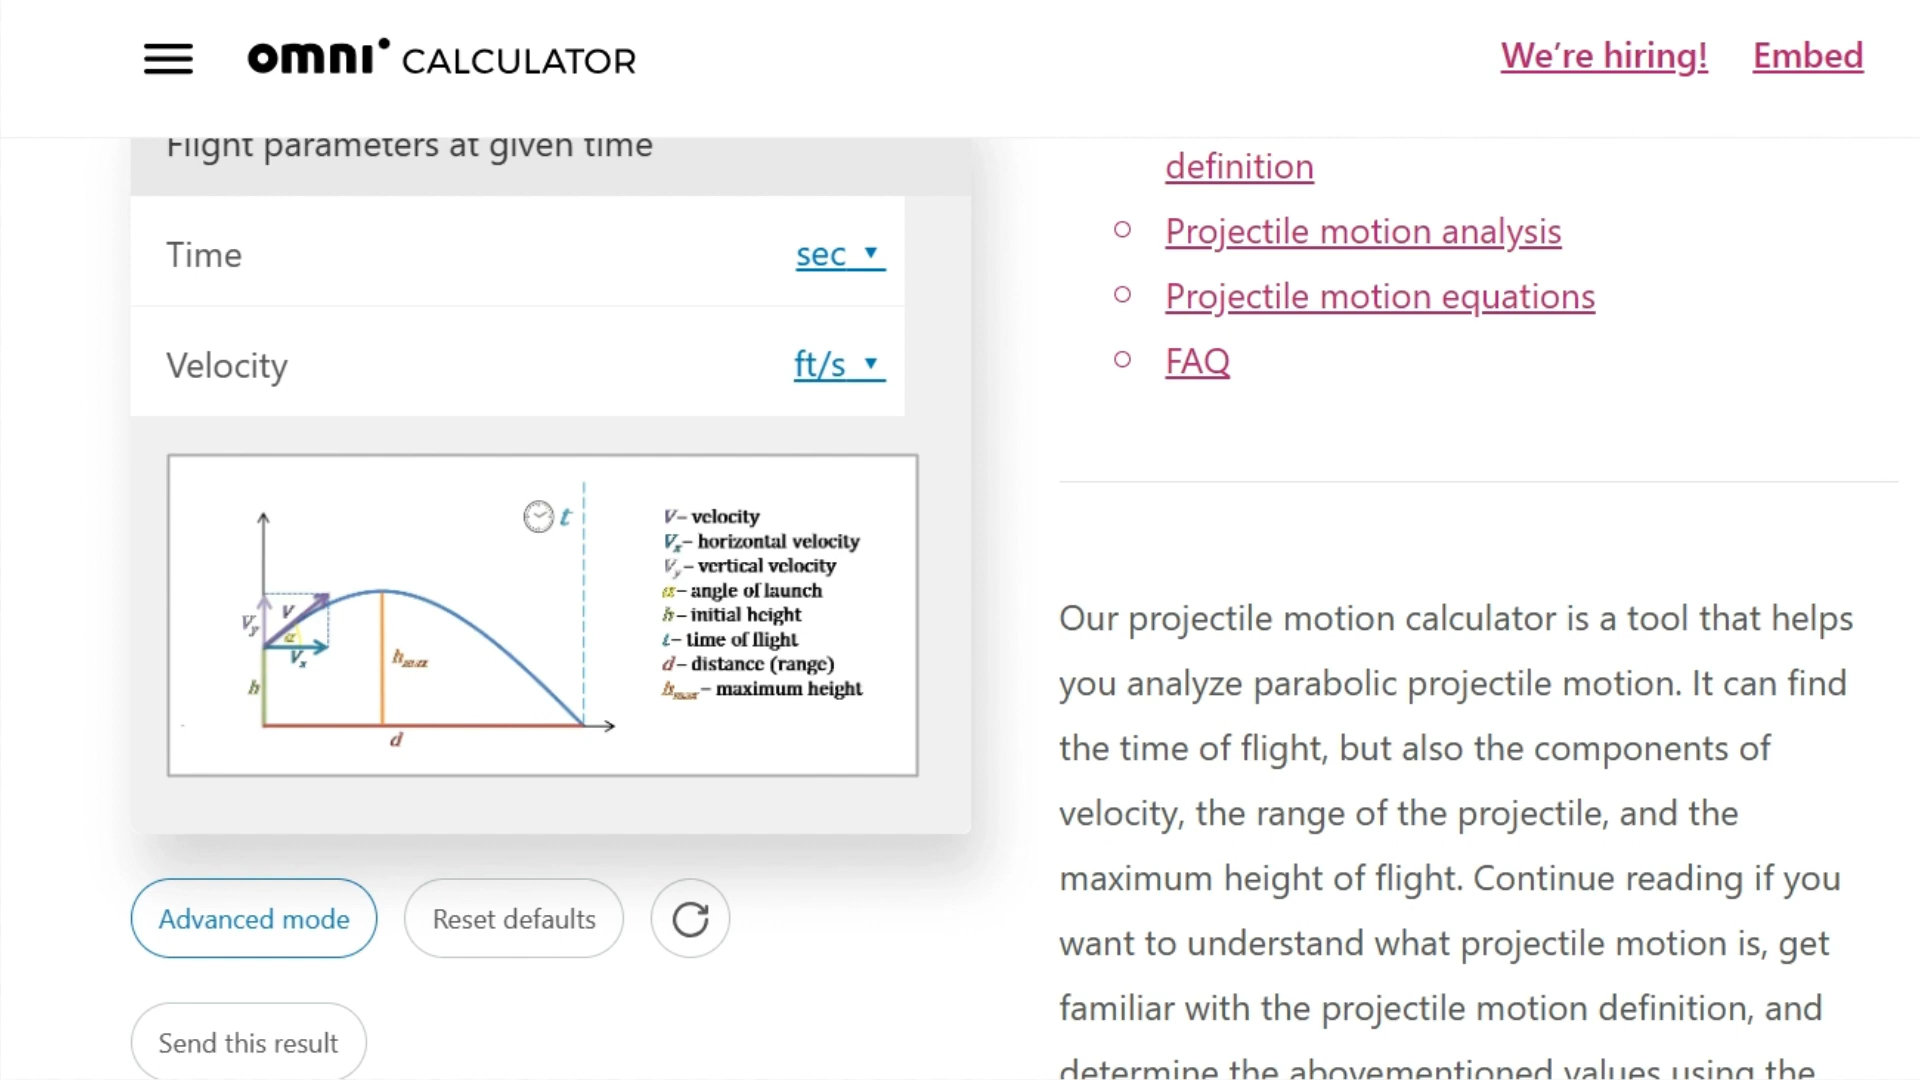 omni CALCULATOR
We're hiring! Embed
Flight parameters at given time
Time sec
Velocity ft/s
t
V
Vy
α
Vx
h
hmax
d
V – velocity
Vx – horizontal velocity
Vy – vertical velocity
α – angle of launch
h – initial height
t – time of flight
d – distance (range)
hmax – maximum height
Advanced mode Reset defaults
Send this result
definition
Projectile motion analysis
Projectile motion equations
FAQ
Our projectile motion calculator is a tool that helps
you analyze parabolic projectile motion. It can find
the time of flight, but also the components of
velocity, the range of the projectile, and the
maximum height of flight. Continue reading if you
want to understand what projectile motion is, get
familiar with the projectile motion definition, and
determine the abovementioned values using the